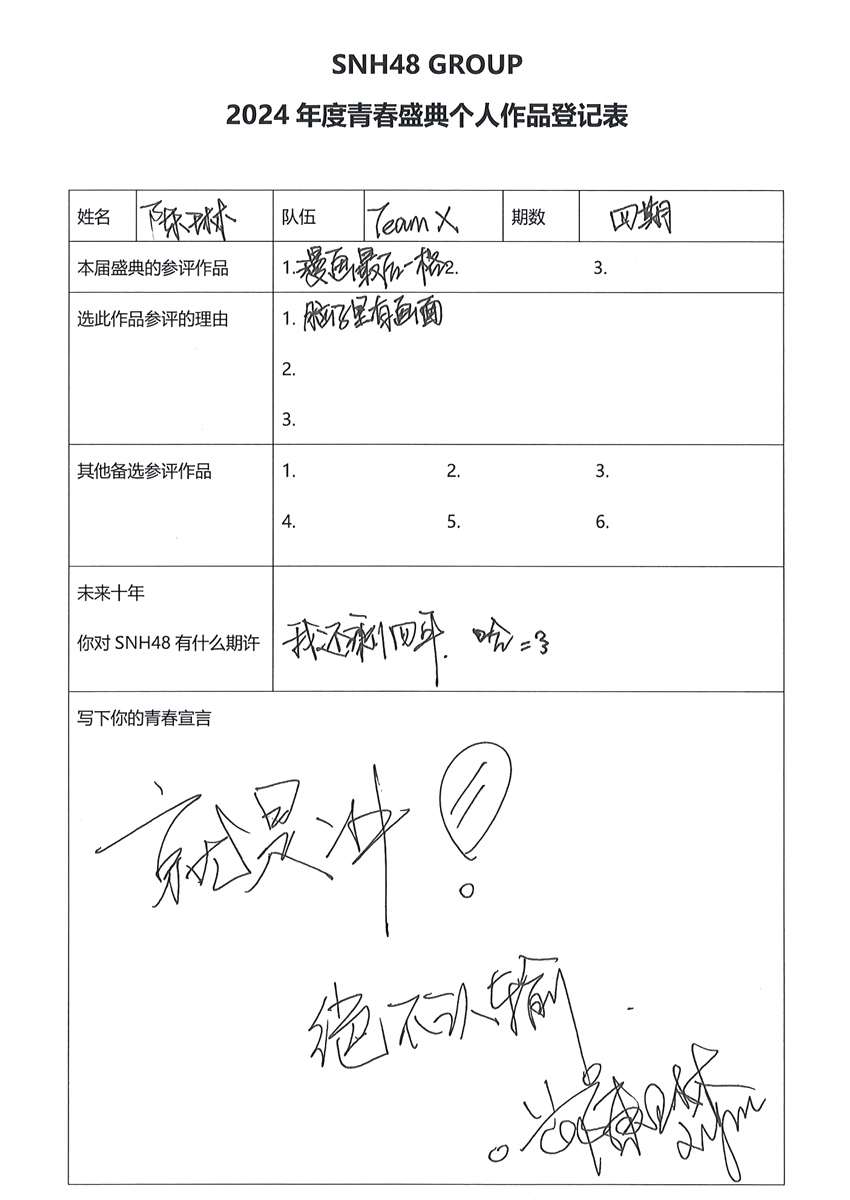 SNH48 GROUP
2024 年度青春盛典个人作品登记表
姓名 陈琳 队伍 Team X 期数 四期
本届盛典的参评作品 1.漫画最后一格 2. 3.
选此作品参评的理由 1. 脑子里有画面
2.
3.
其他备选参评作品 1. 2. 3.
4. 5. 6.
未来十年
你对 SNH48 有什么期许 我还剩四年. 哈=3
写下你的青春宣言
就是冲!
绝不认输